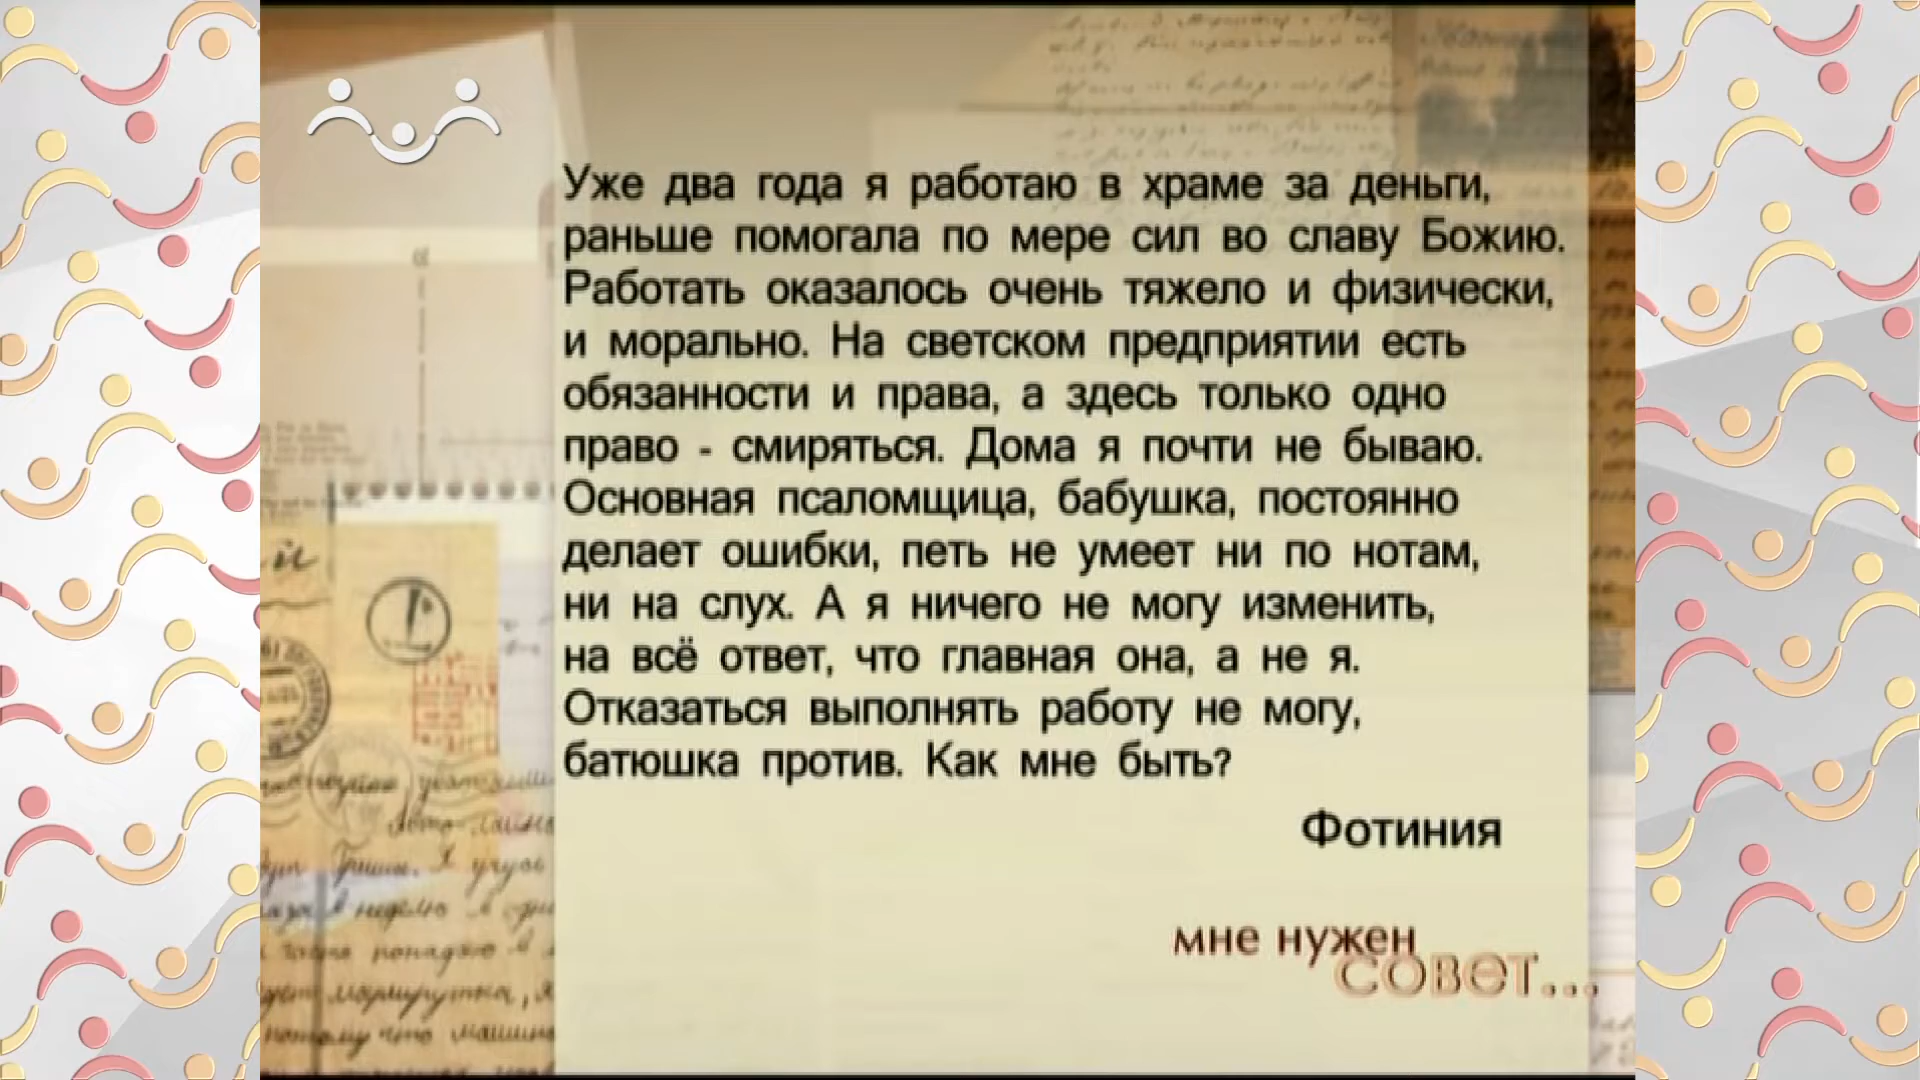 Уже два года я работаю в храме за деньги,
раньше помогала по мере сил во славу Божию.
Работать оказалось очень тяжело и физически,
и морально. На светском предприятии есть
обязанности и права, а здесь только одно
право - смиряться. Дома я почти не бываю.
Основная псаломщица, бабушка, постоянно
делает ошибки, петь не умеет ни по нотам,
ни на слух. А я ничего не могу изменить,
на всё ответ, что главная она, а не я.
Отказаться выполнять работу не могу,
батюшка против. Как мне быть?
Фотиния
мне нужен
совет...